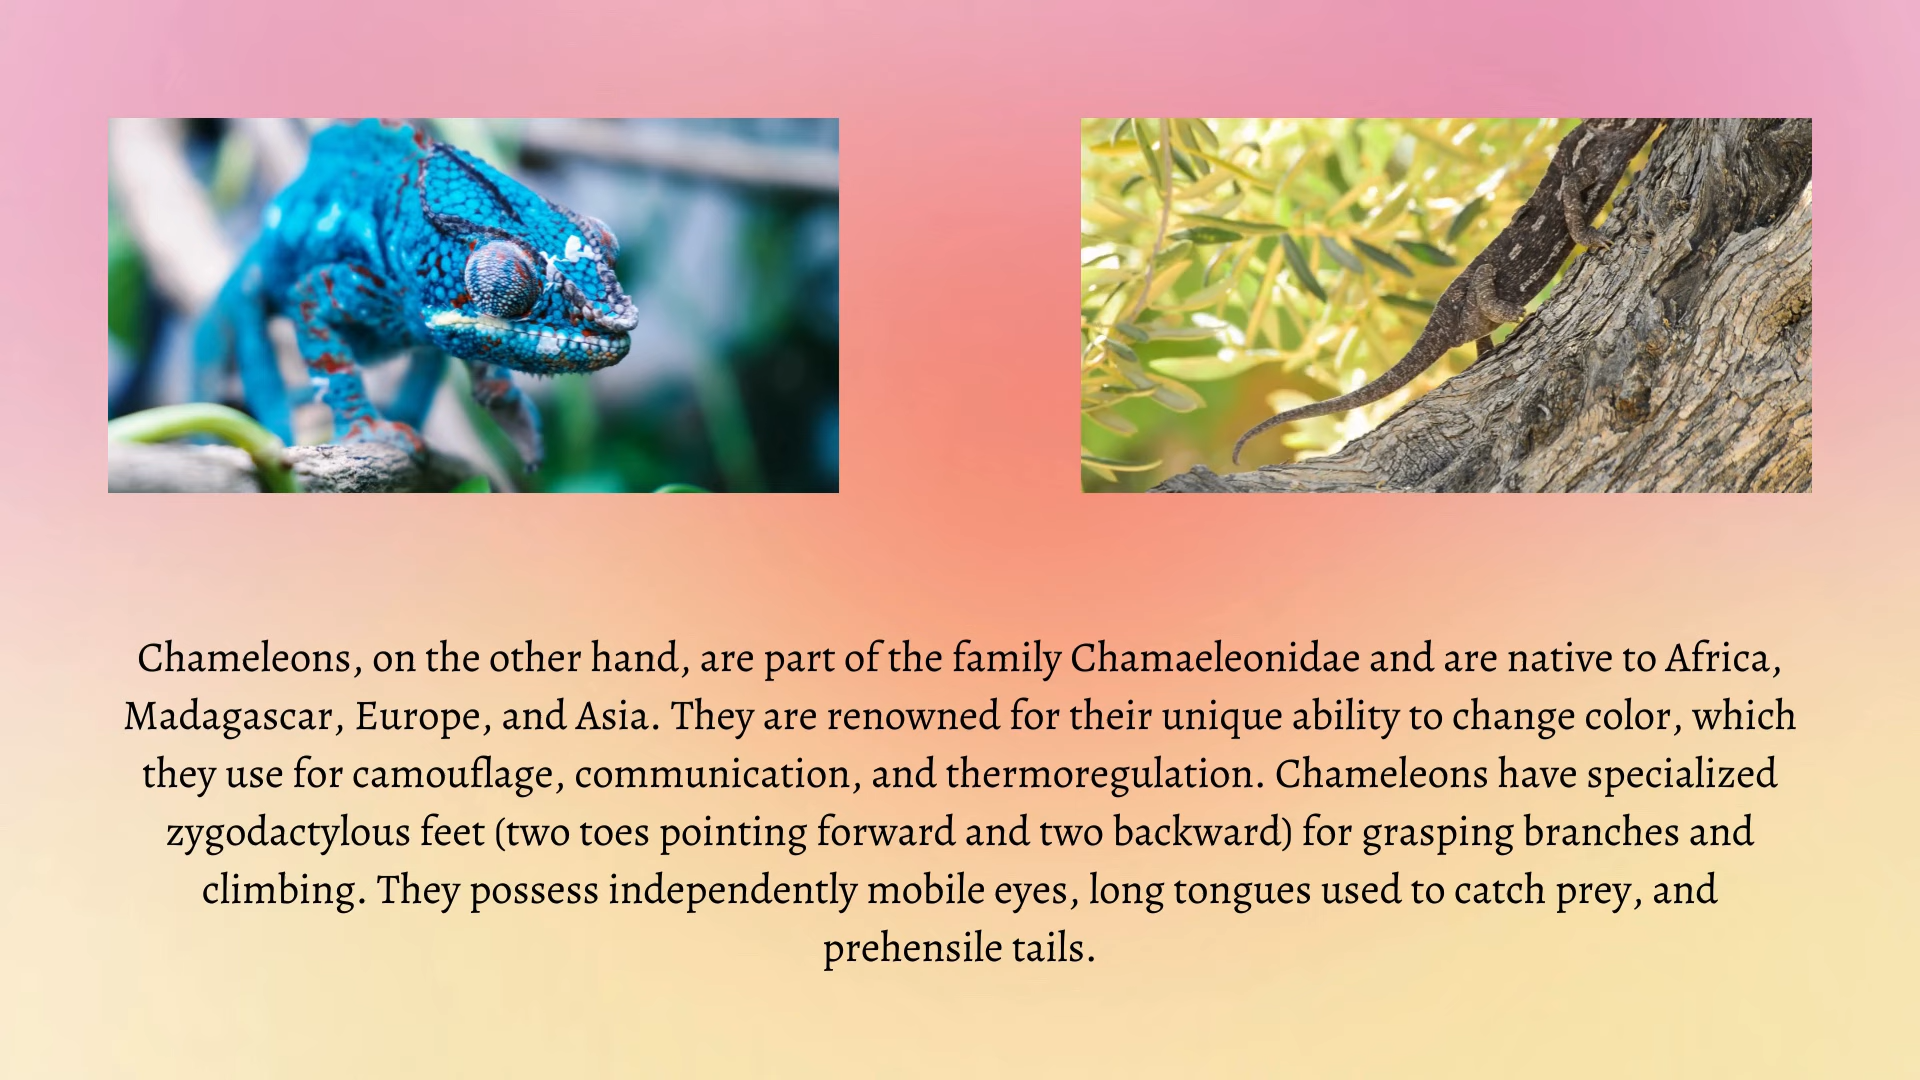 Chameleons, on the other hand, are part of the family Chamaeleonidae and are native to Africa,
Madagascar, Europe, and Asia. They are renowned for their unique ability to change color, which
they use for camouflage, communication, and thermoregulation. Chameleons have specialized
zygodactylous feet (two toes pointing forward and two backward) for grasping branches and
climbing. They possess independently mobile eyes, long tongues used to catch prey, and
prehensile tails.